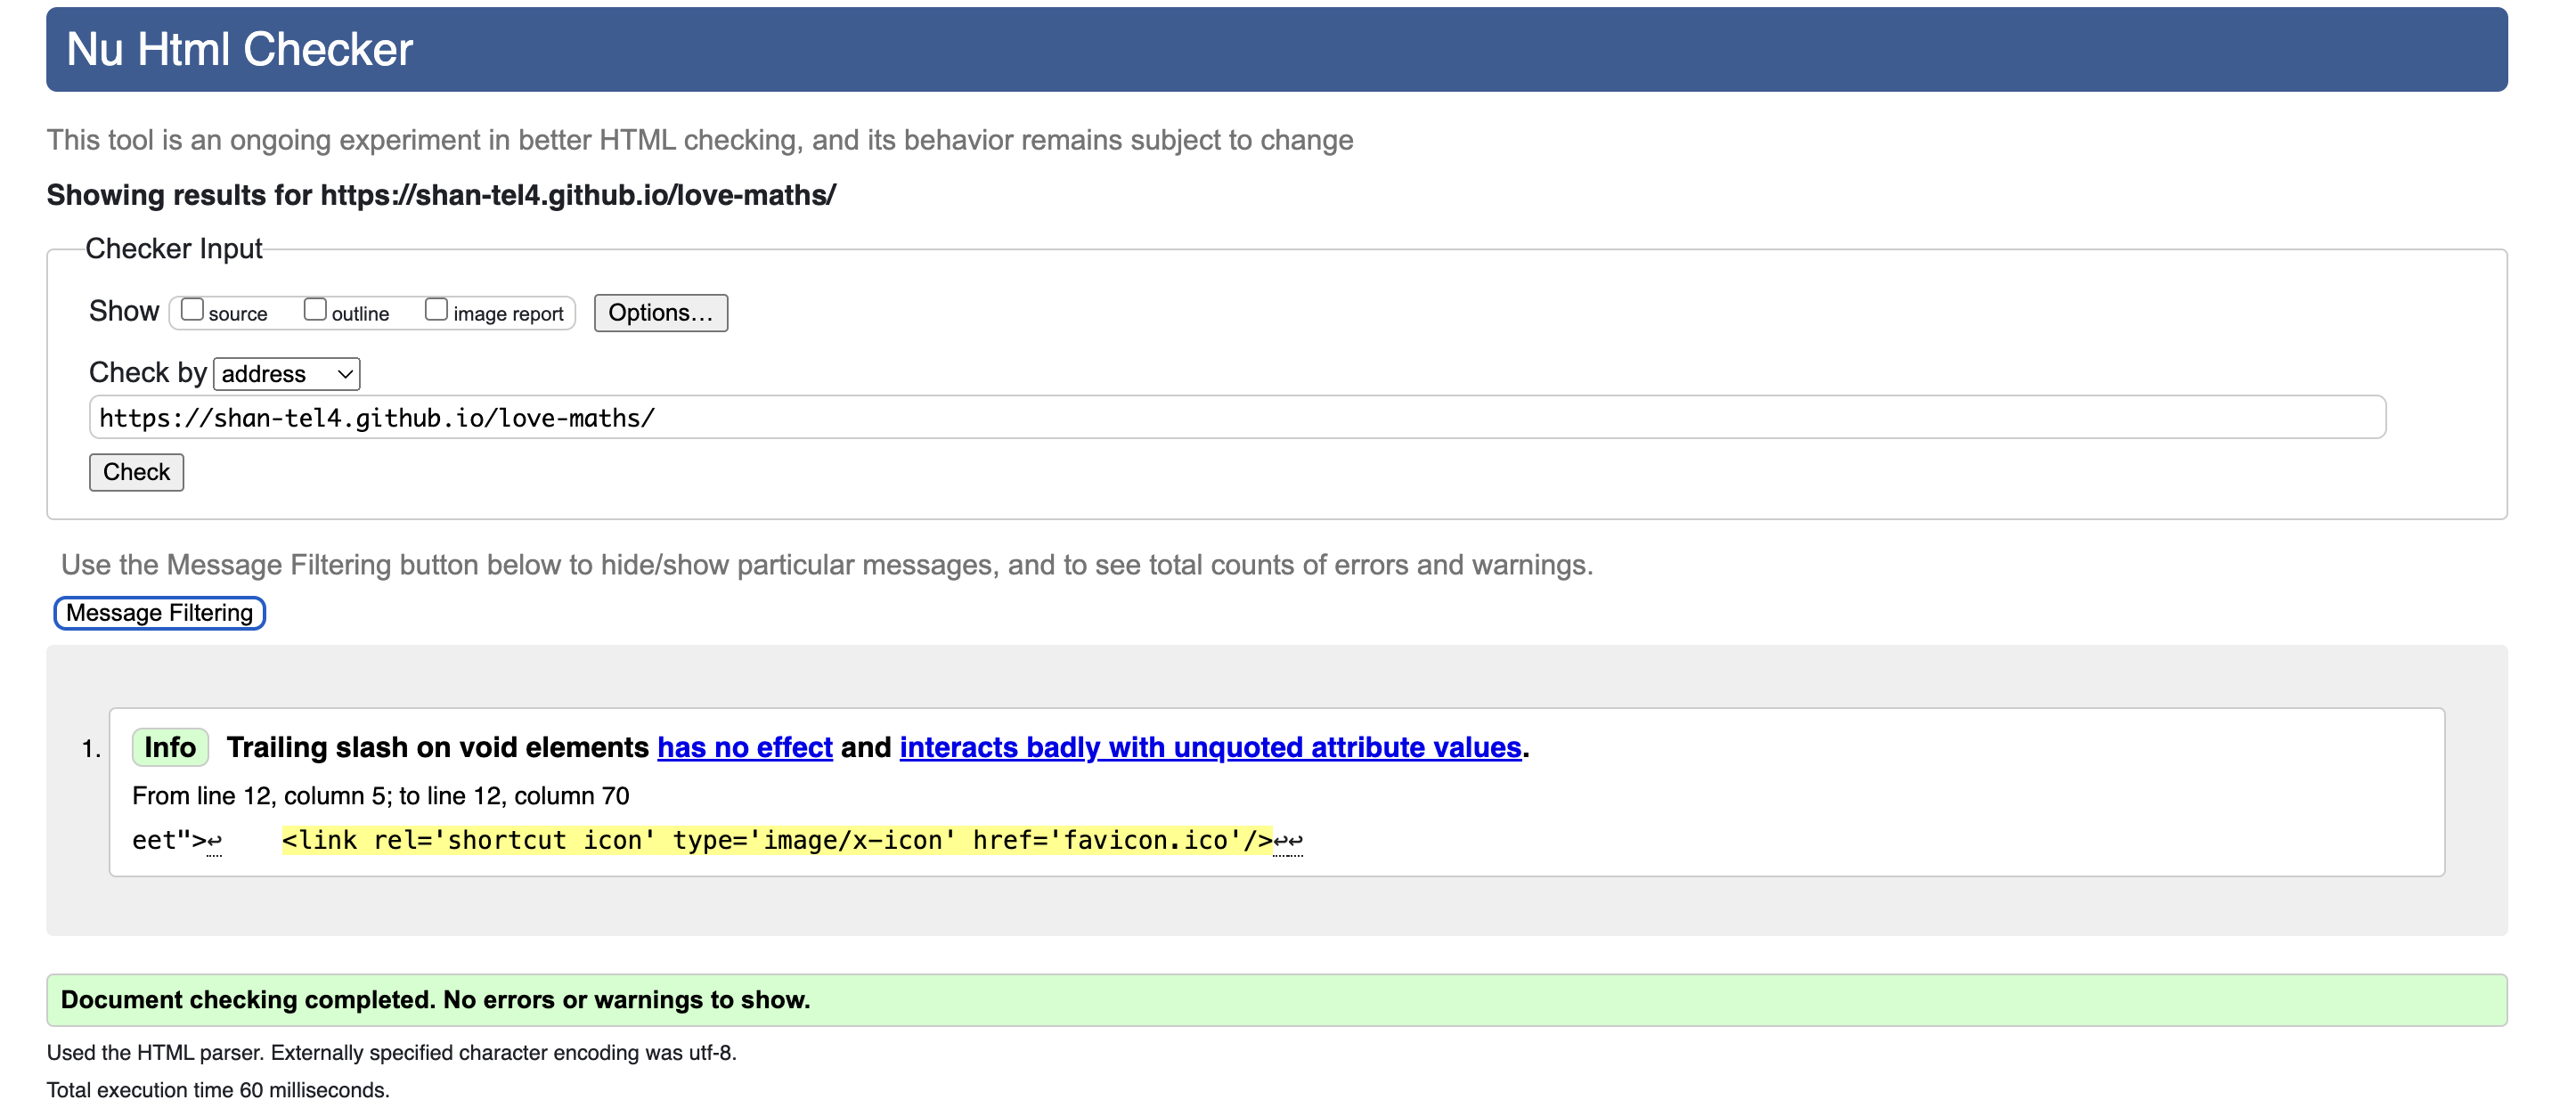 Nu Html Checker
This tool is an ongoing experiment in better HTML checking, and its behavior remains subject to change
Showing results for https://shan-tel4.github.io/love-maths/
Checker Input
Show source outline image report Options...
Check by address
https://shan-tel4.github.io/love-maths/
Check
Use the Message Filtering button below to hide/show particular messages, and to see total counts of errors and warnings.
Message Filtering
1. Info Trailing slash on void elements has no effect and interacts badly with unquoted attribute values.
From line 12, column 5; to line 12, column 70
eet">↩    <link rel='shortcut icon' type='image/x-icon' href='favicon.ico'/>↩↩
Document checking completed. No errors or warnings to show.
Used the HTML parser. Externally specified character encoding was utf-8.
Total execution time 60 milliseconds.